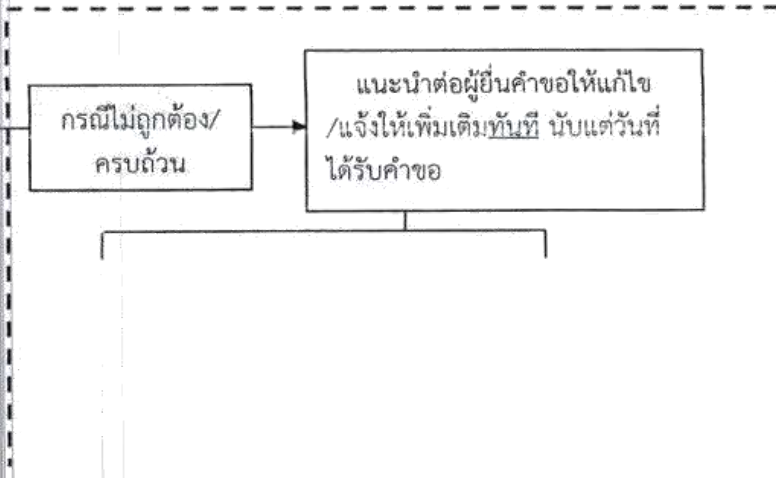 กรณีไม่ถูกต้อง/
ครบถ้วน
แนะนำต่อผู้ยื่นคำขอให้แก้ไข
/แจ้งให้เพิ่มเติมทันที นับแต่วันที่
ได้รับคำขอ